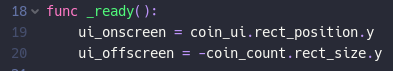 18 func _ready():
19 ui_onscreen = coin_ui.rect_position.y
20 ui_offscreen = -coin_count.rect_size.y